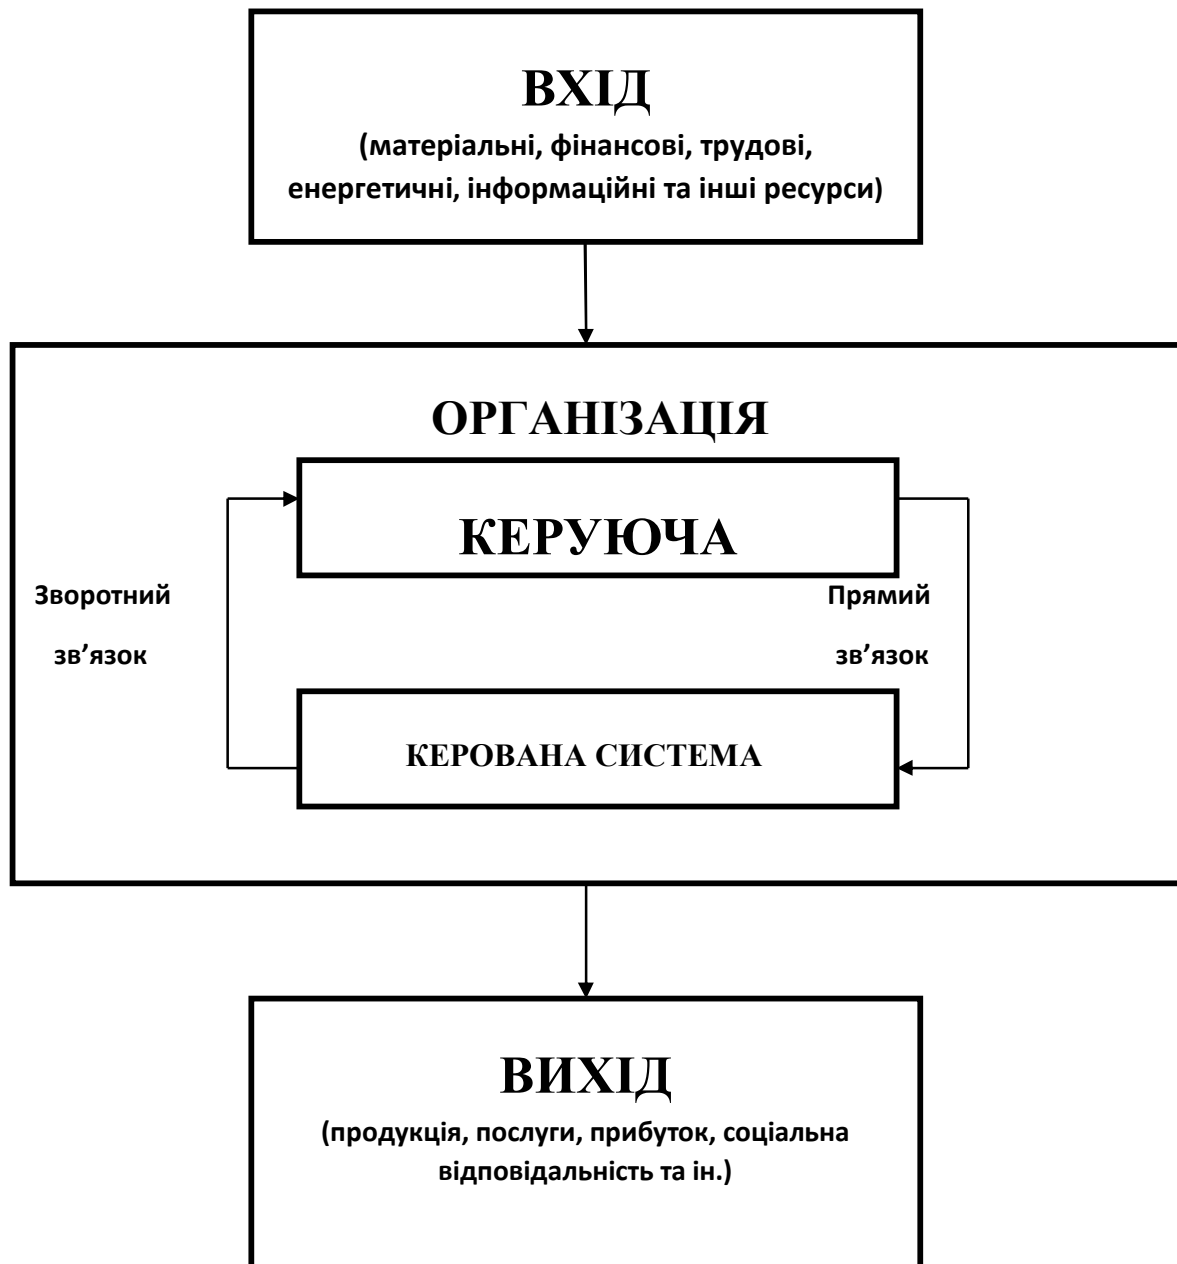 ВХІД
(матеріальні, фінансові, трудові,
енергетичні, інформаційні та інші ресурси)
ОРГАНІЗАЦІЯ
КЕРУЮЧА
Зворотний
зв’язок
Прямий
зв’язок
КЕРОВАНА СИСТЕМА
ВИХІД
(продукція, послуги, прибуток, соціальна
відповідальність та ін.)